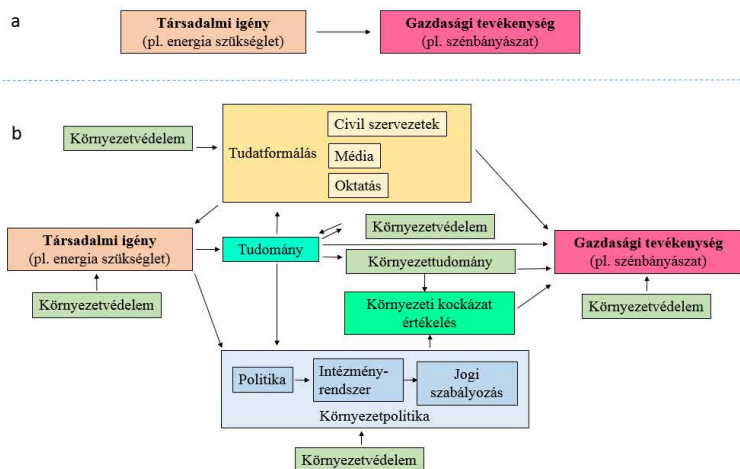 a
Társadalmi igény
(pl. energia szükséglet)
Gazdasági tevékenység
(pl. szénbányászat)
b
Környezetvédelem
Tudatformálás
Civil szervezetek
Média
Oktatás
Társadalmi igény
(pl. energia szükséglet)
Környezetvédelem
Tudomány
Környezetvédelem
Környezettudomány
Környezeti kockázat
értékelés
Gazdasági tevékenység
(pl. szénbányászat)
Környezetvédelem
Politika
Intézmény-
rendszer
Jogi
szabályozás
Környezetpolitika
Környezetvédelem